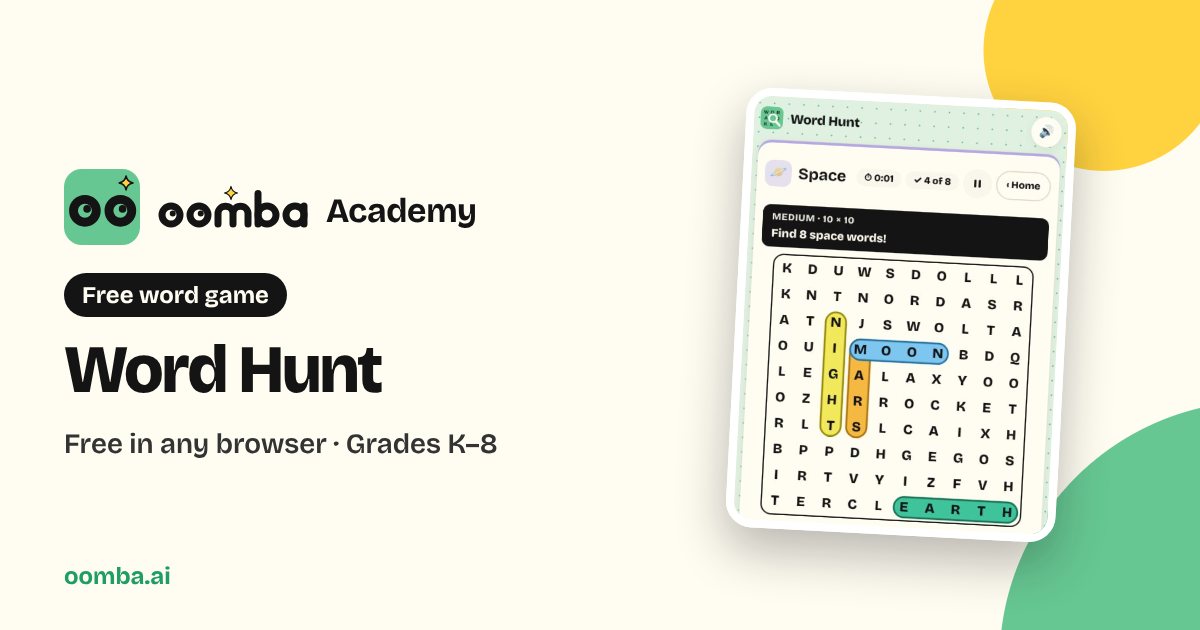 oomba Academy
Free word game
Word Hunt
Free in any browser · Grades K–8
oomba.ai
Word Hunt
Space 0:01 ✓ 4 of 8 ‹ Home
MEDIUM · 10 × 10
Find 8 space words!
K D U W S D O L L L
K N T N O R D A S R
A T N J S W O L T A
O U I M O O N B D Q
L E G A L A X Y O O
O Z H R R O C K E T
R L T S L C A I X H
B P P D H G E G O S
I R T V Y I Z F V H
T E R C L E A R T H